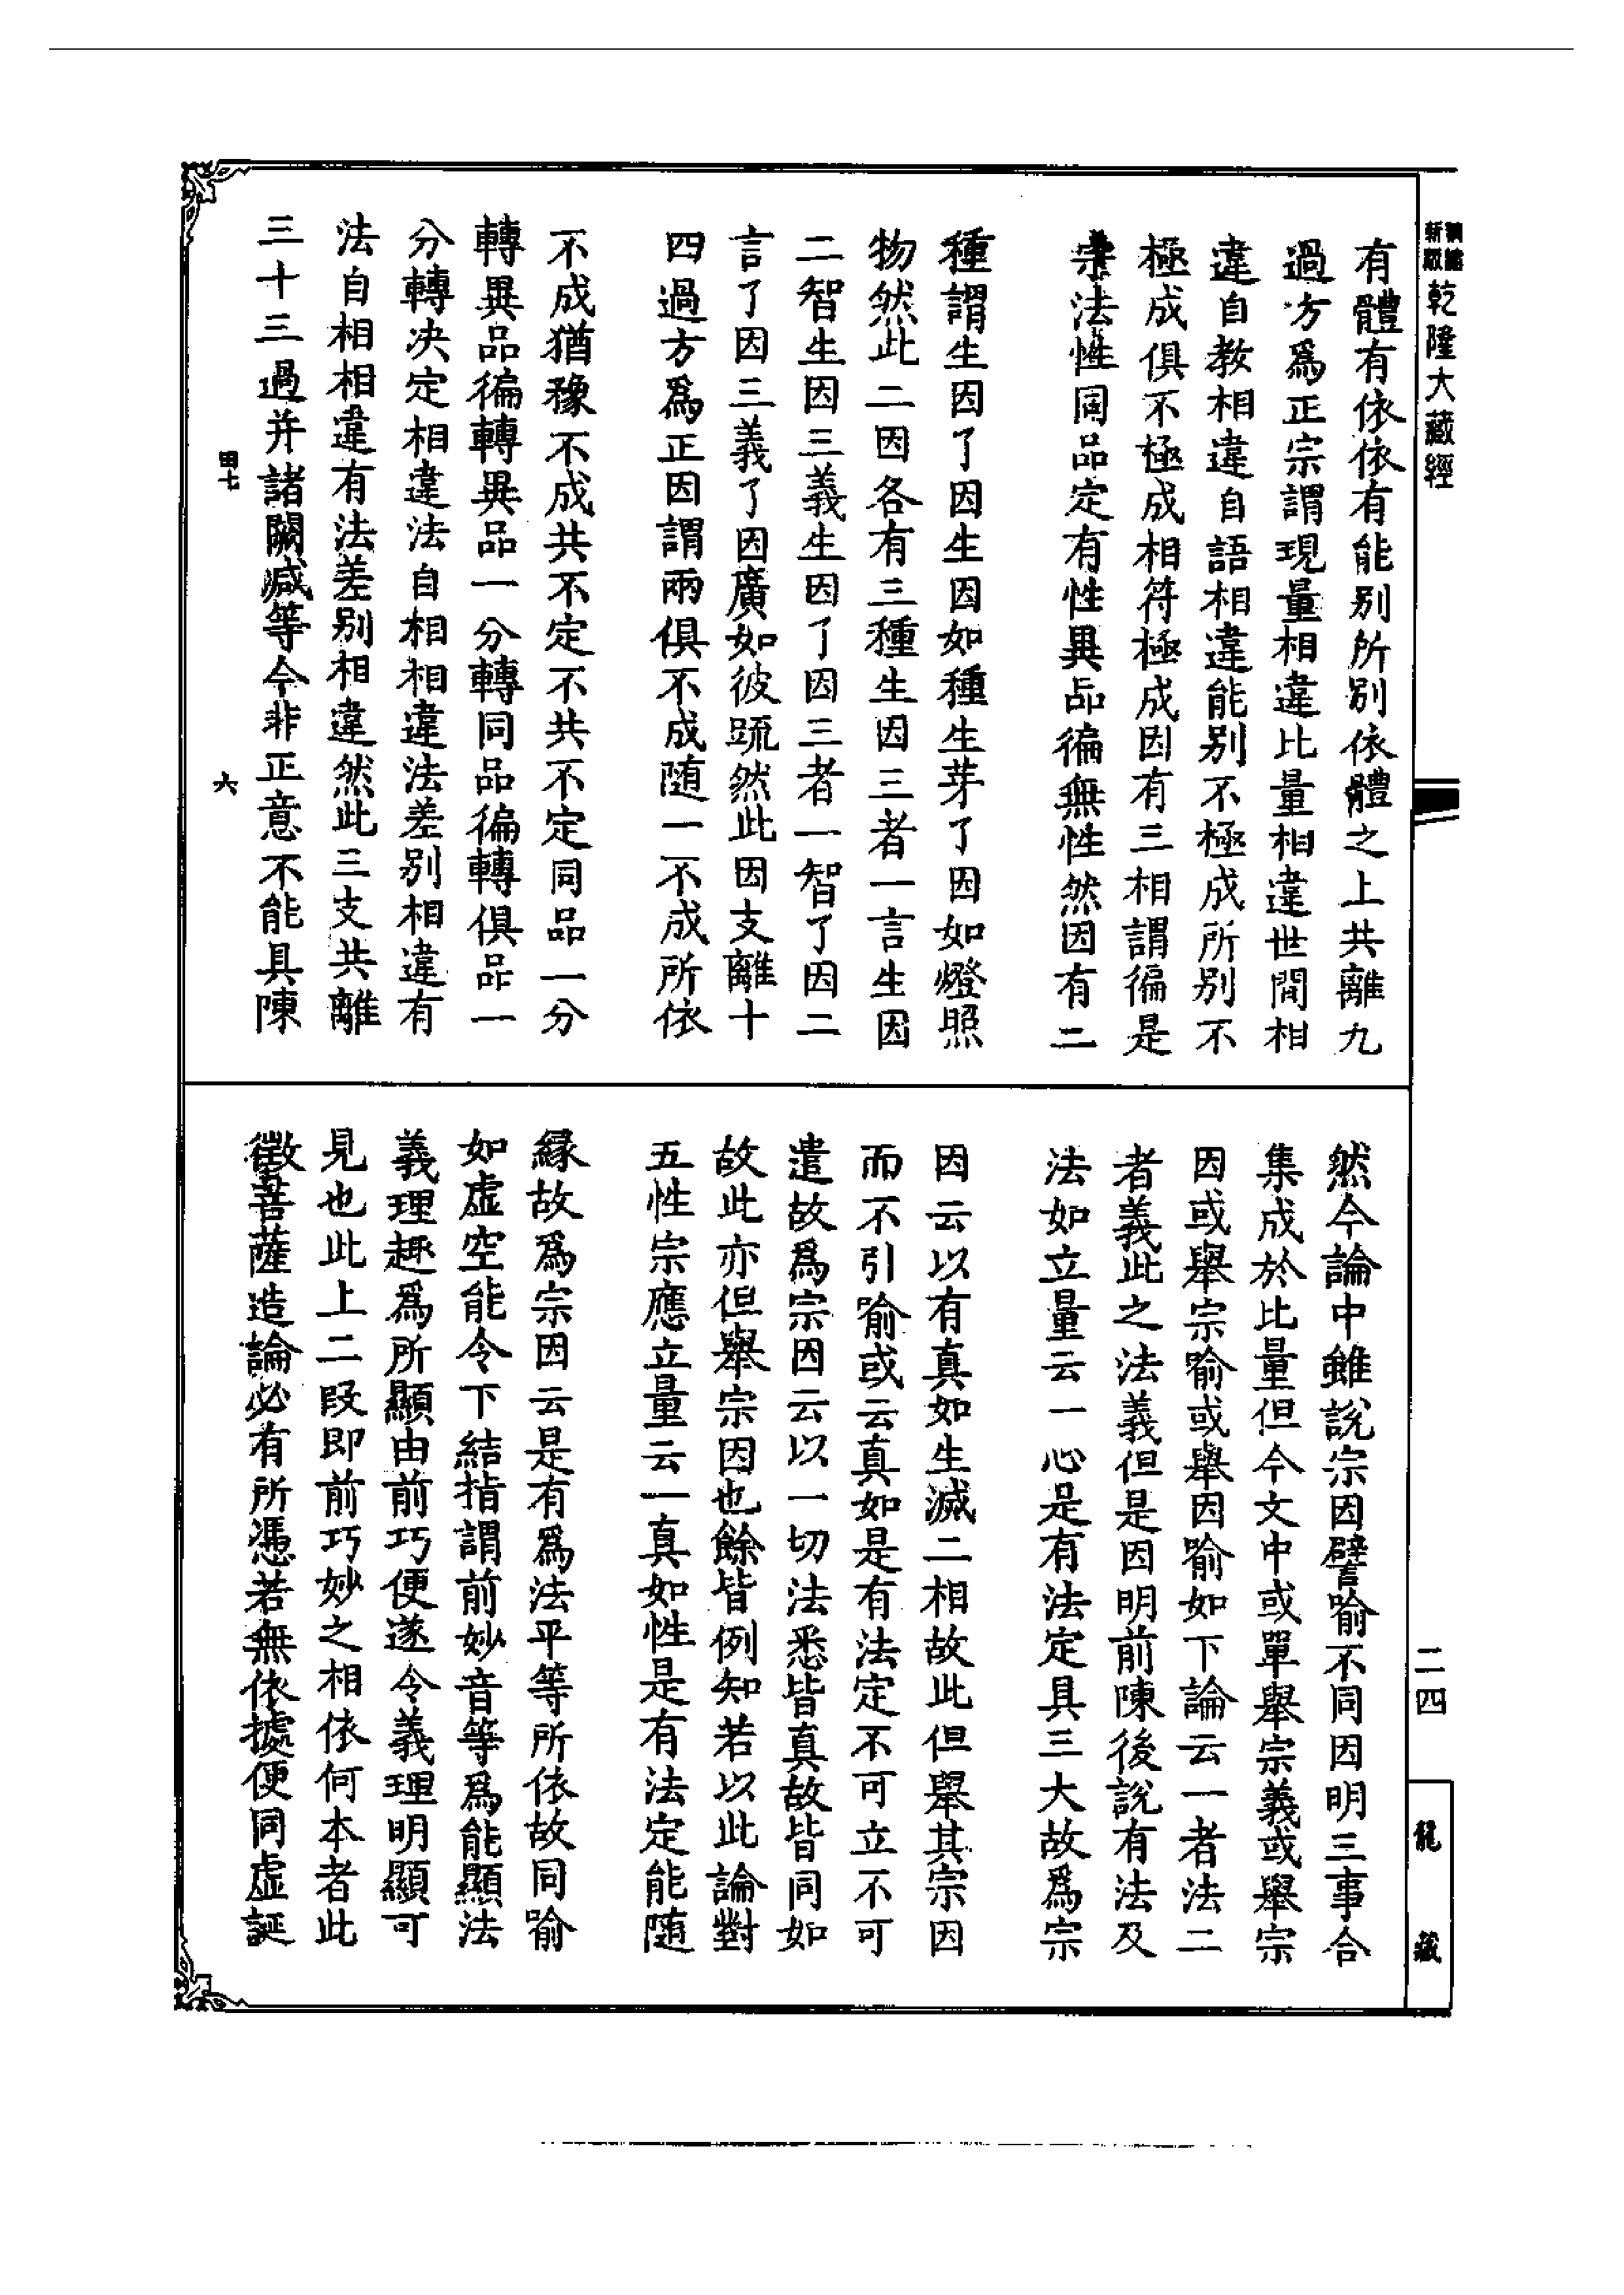 乾隆大藏經
有體有依依有能別所別依體之上共離九
過方爲正宗謂現量相違比量相違世間相
違自教相違自語相違能別不極成所別不
極成俱不極成相符極成因有三相謂徧是
宗法性同品定有性異品徧無性然因有二
種謂生因了因生因如種生芽了因如燈照
物然此二因各有三種生因三者一言生因
二智生因三義生因了因三者一智了因二
言了因三義了因廣如彼疏然此因支離十
四過方爲正因謂兩俱不成随一不成所依
不成猶豫不成共不定不共不定同品一分
轉異品徧轉異品一分轉同品徧轉俱品一
分轉決定相違法自相相違法差別相違有
法自相相違有法差別相違然此三支共離
三十三過并諸闕減等今非正意不能具陳
田七
六
然今論中雖說宗因譬喻不同因明三事合
集成於比量但今文中或單舉宗義或舉宗
因或舉宗喻或舉因喻如下論云一者法二
者義此之法義但是因明前陳後說有法及
法如立量云一心是有法定具三大故爲宗
因云以有真如生滅二相故此但舉其宗因
而不引喻或云真如是有法定不可立不可
遣故爲宗因云以一切法悉皆真故皆同如
故此亦但舉宗因也餘皆例知若以此論對
五性宗應立量云一真如性是有法定能随
緣故爲宗因云是有爲法平等所依故同喻
如虛空能令下結指謂前妙音等爲能顯法
義理趣爲所顯由前巧便遂令義理明顯可
見也此上二段即前巧妙之相依何本者此
徵菩薩造論必有所憑若無依據便同虛誕
二四
龍藏